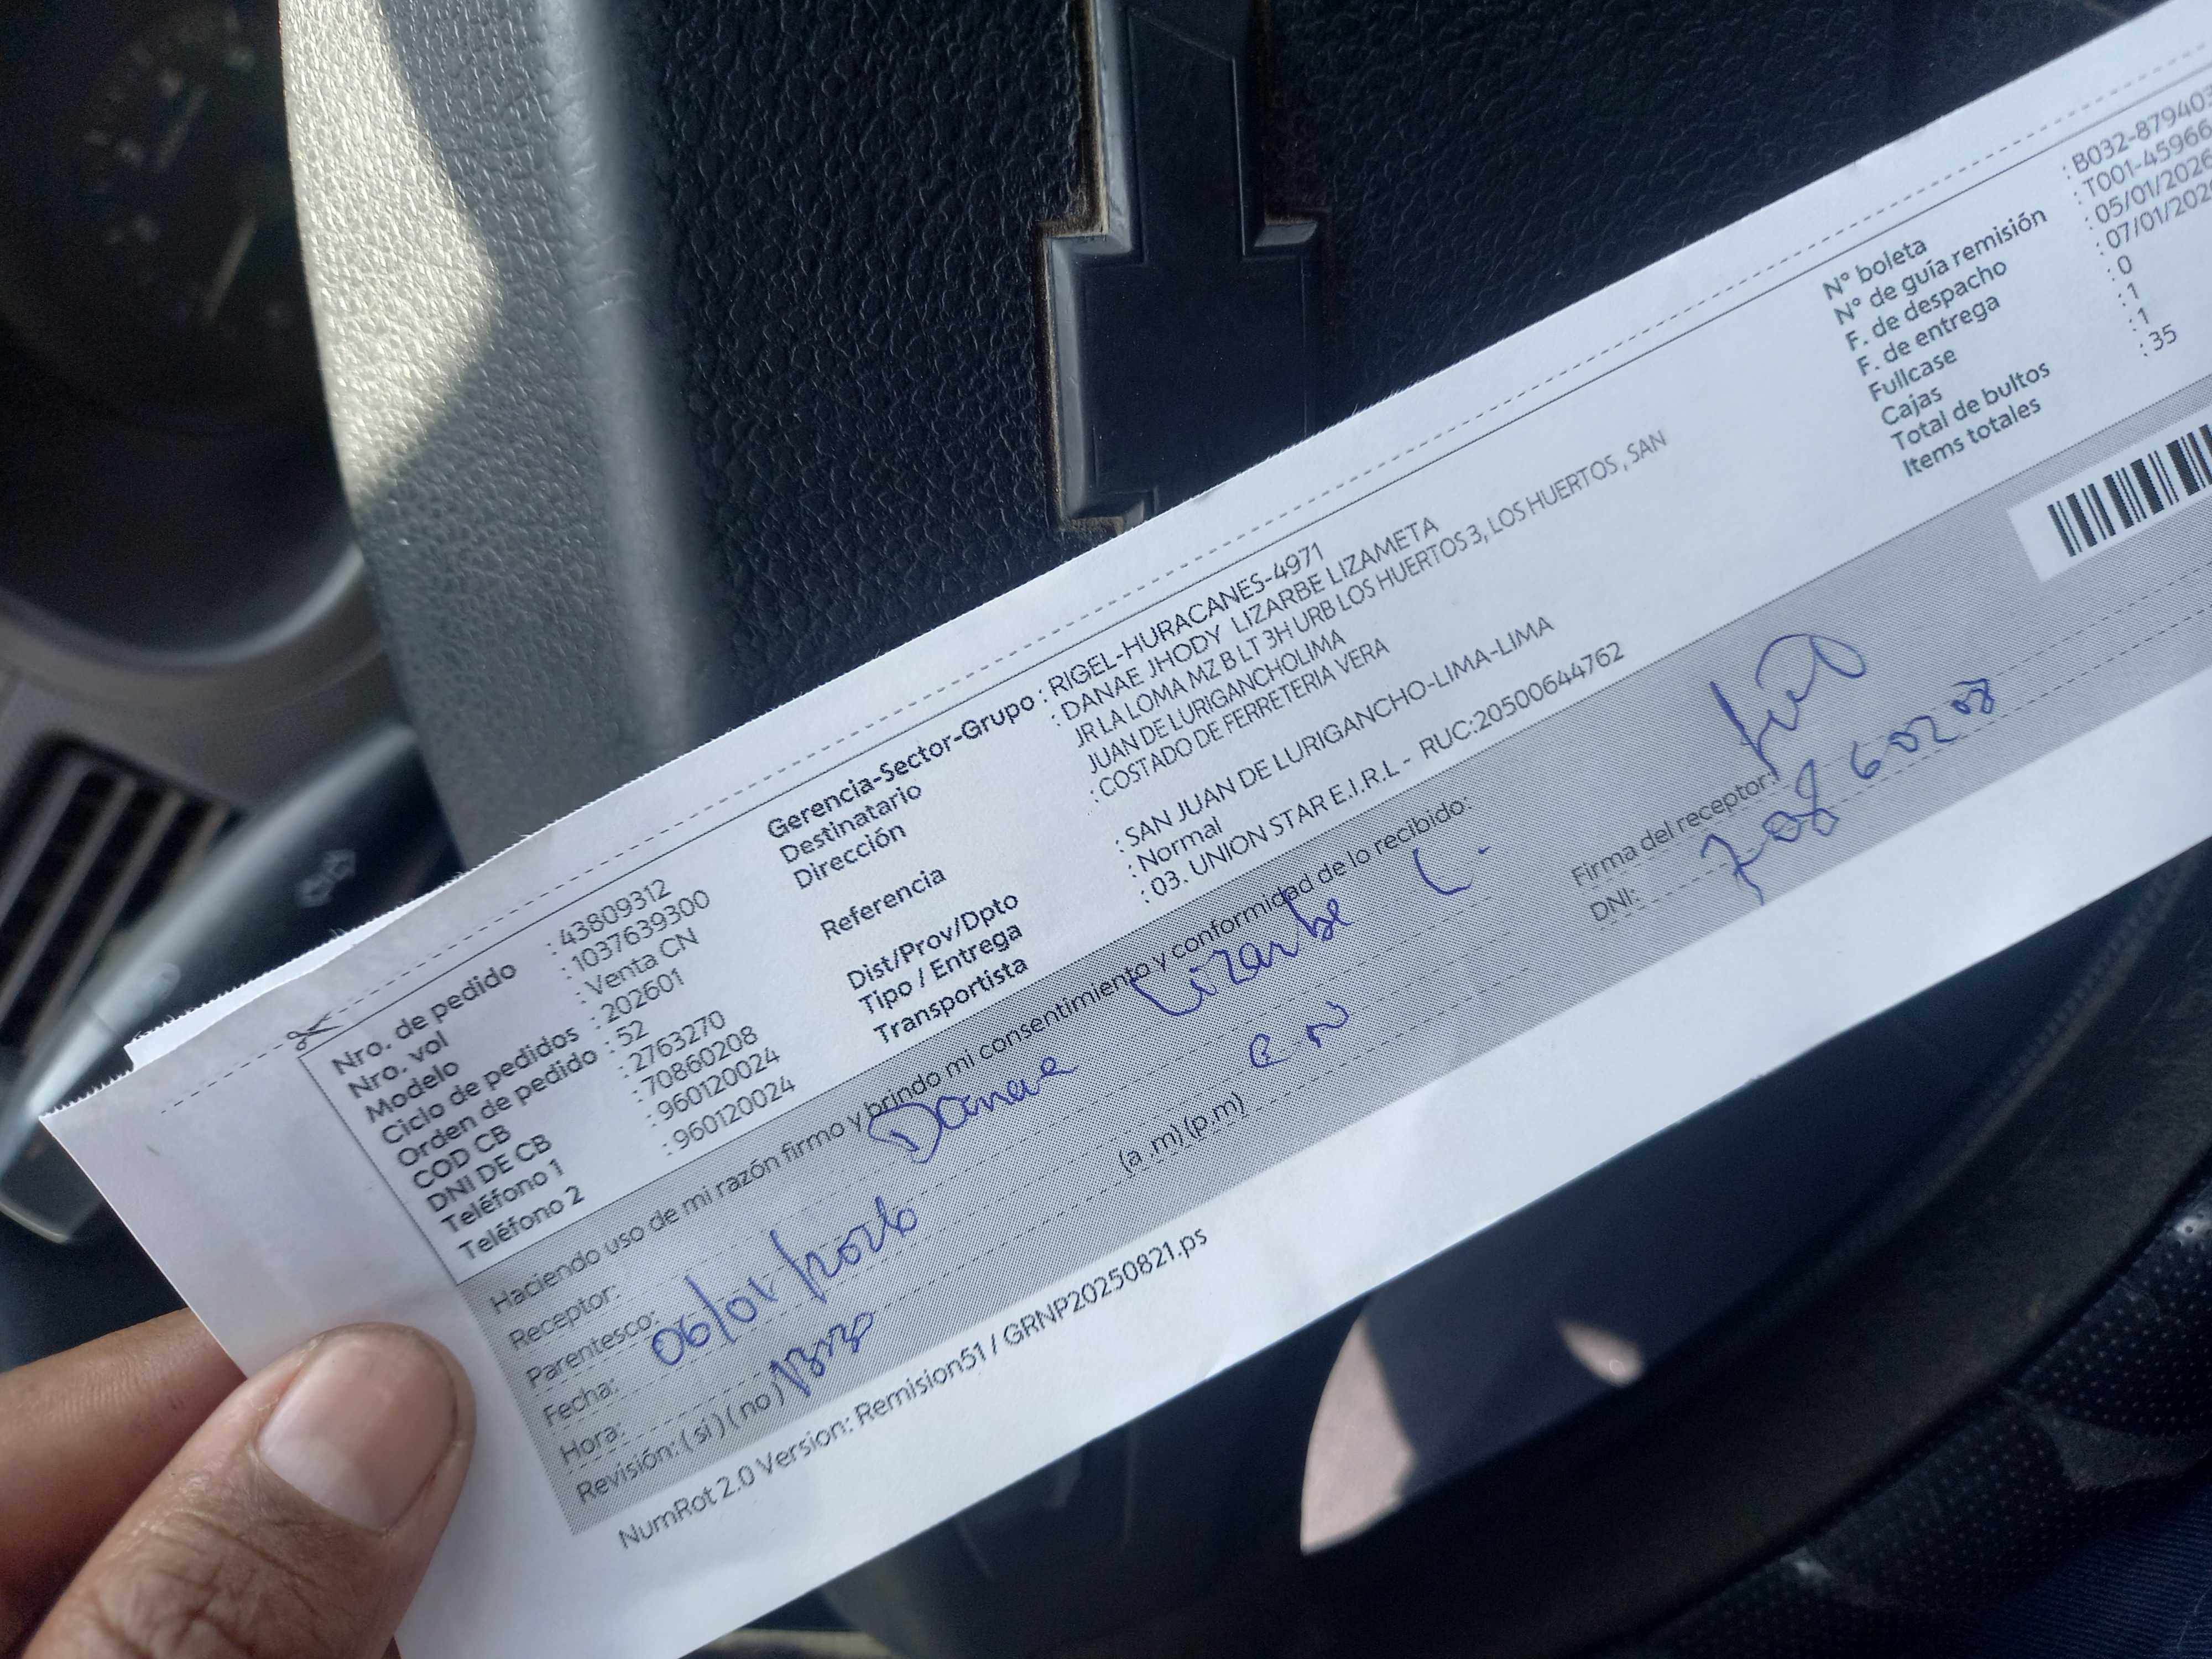 Nro. de pedido : 43809312
Nro. vol : 1037639300
Modelo : Venta CN
Ciclo de pedidos : 202601
Orden de pedido : 52
COD CB : 2763270
DNI DE CB : 70860208
Teléfono 1 : 960120024
Teléfono 2 : 960120024
Gerencia-Sector-Grupo : RIGEL-HURACANES-4971
Destinatario : DANAE JHODY LIZARBE LIZAMETA
Dirección JR LA LOMA MZ B LT 3H URB LOS HUERTOS 3, LOS HUERTOS , SAN
JUAN DE LURIGANCHOLIMA
Referencia : COSTADO DE FERRETERIA VERA
Dist/Prov/Dpto : SAN JUAN DE LURIGANCHO-LIMA-LIMA
Tipo / Entrega : Normal
Transportista : 03. UNION STAR E.I.R.L - RUC:20500644762
N° boleta : B032-879403
N° de guía remisión : T001-45966
F. de despacho : 05/01/2026
F. de entrega : 07/01/202
Fullcase : 0
Cajas : 1
Total de bultos : 1
Items totales : 35
Haciendo uso de mi razón firmo y brindo mi consentimiento y conformidad de lo recibido:
Receptor: Danae Lizarbe L.
Parentesco: C.N
Fecha: 06/01/2026
Hora: (a .m) (p.m)
Revisión: ( si ) ( no )
Firma del receptor:
DNI: 70860208
NumRot 2.0 Version: Remision51 / GRNP20250821.ps